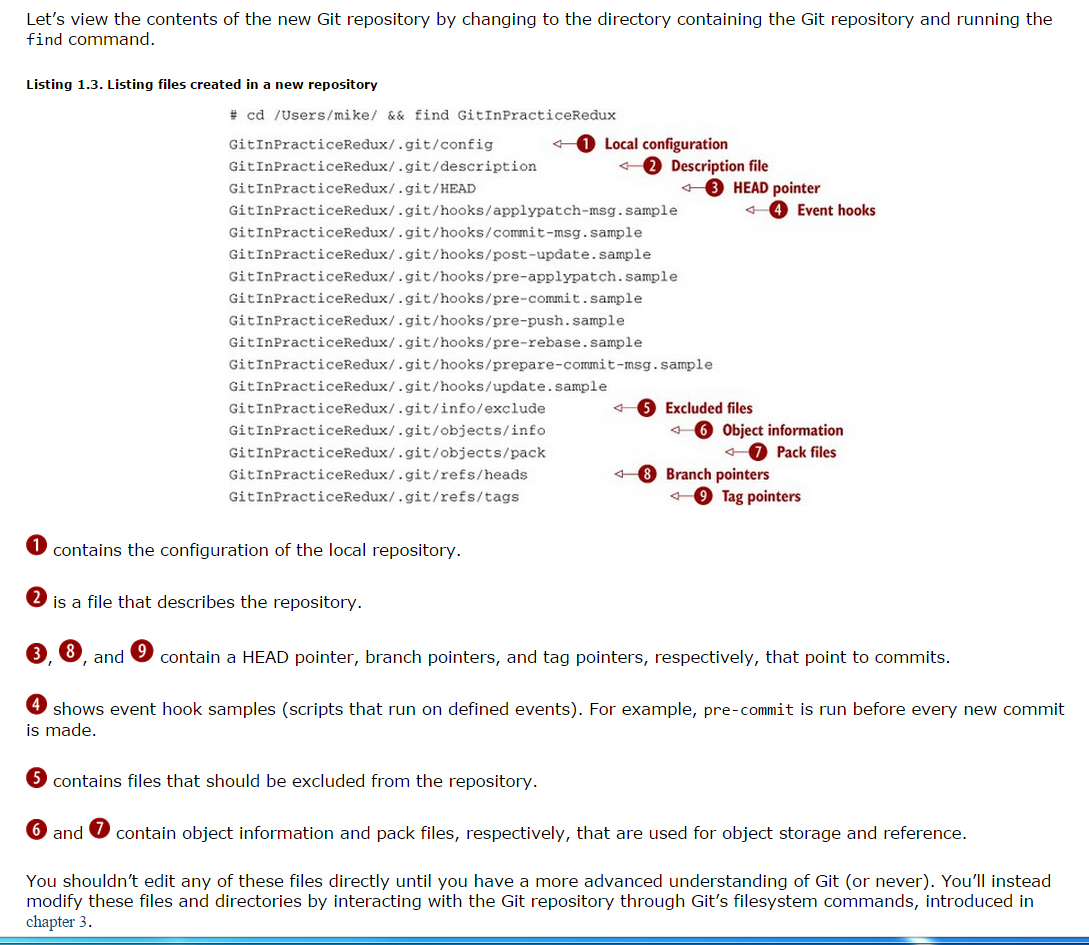 Let’s view the contents of the new Git repository by changing to the directory containing the Git repository and running the
find command.
Listing 1.3. Listing files created in a new repository
# cd /Users/mike/ && find GitInPracticeRedux
GitInPracticeRedux/.git/config 1 Local configuration
GitInPracticeRedux/.git/description 2 Description file
GitInPracticeRedux/.git/HEAD 3 HEAD pointer
GitInPracticeRedux/.git/hooks/applypatch-msg.sample 4 Event hooks
GitInPracticeRedux/.git/hooks/commit-msg.sample
GitInPracticeRedux/.git/hooks/post-update.sample
GitInPracticeRedux/.git/hooks/pre-applypatch.sample
GitInPracticeRedux/.git/hooks/pre-commit.sample
GitInPracticeRedux/.git/hooks/pre-push.sample
GitInPracticeRedux/.git/hooks/pre-rebase.sample
GitInPracticeRedux/.git/hooks/prepare-commit-msg.sample
GitInPracticeRedux/.git/hooks/update.sample
GitInPracticeRedux/.git/info/exclude 5 Excluded files
GitInPracticeRedux/.git/objects/info 6 Object information
GitInPracticeRedux/.git/objects/pack 7 Pack files
GitInPracticeRedux/.git/refs/heads 8 Branch pointers
GitInPracticeRedux/.git/refs/tags 9 Tag pointers
1 contains the configuration of the local repository.
2 is a file that describes the repository.
3, 8, and 9 contain a HEAD pointer, branch pointers, and tag pointers, respectively, that point to commits.
4 shows event hook samples (scripts that run on defined events). For example, pre-commit is run before every new commit
is made.
5 contains files that should be excluded from the repository.
6 and 7 contain object information and pack files, respectively, that are used for object storage and reference.
You shouldn’t edit any of these files directly until you have a more advanced understanding of Git (or never). You’ll instead
modify these files and directories by interacting with the Git repository through Git’s filesystem commands, introduced in
chapter 3.